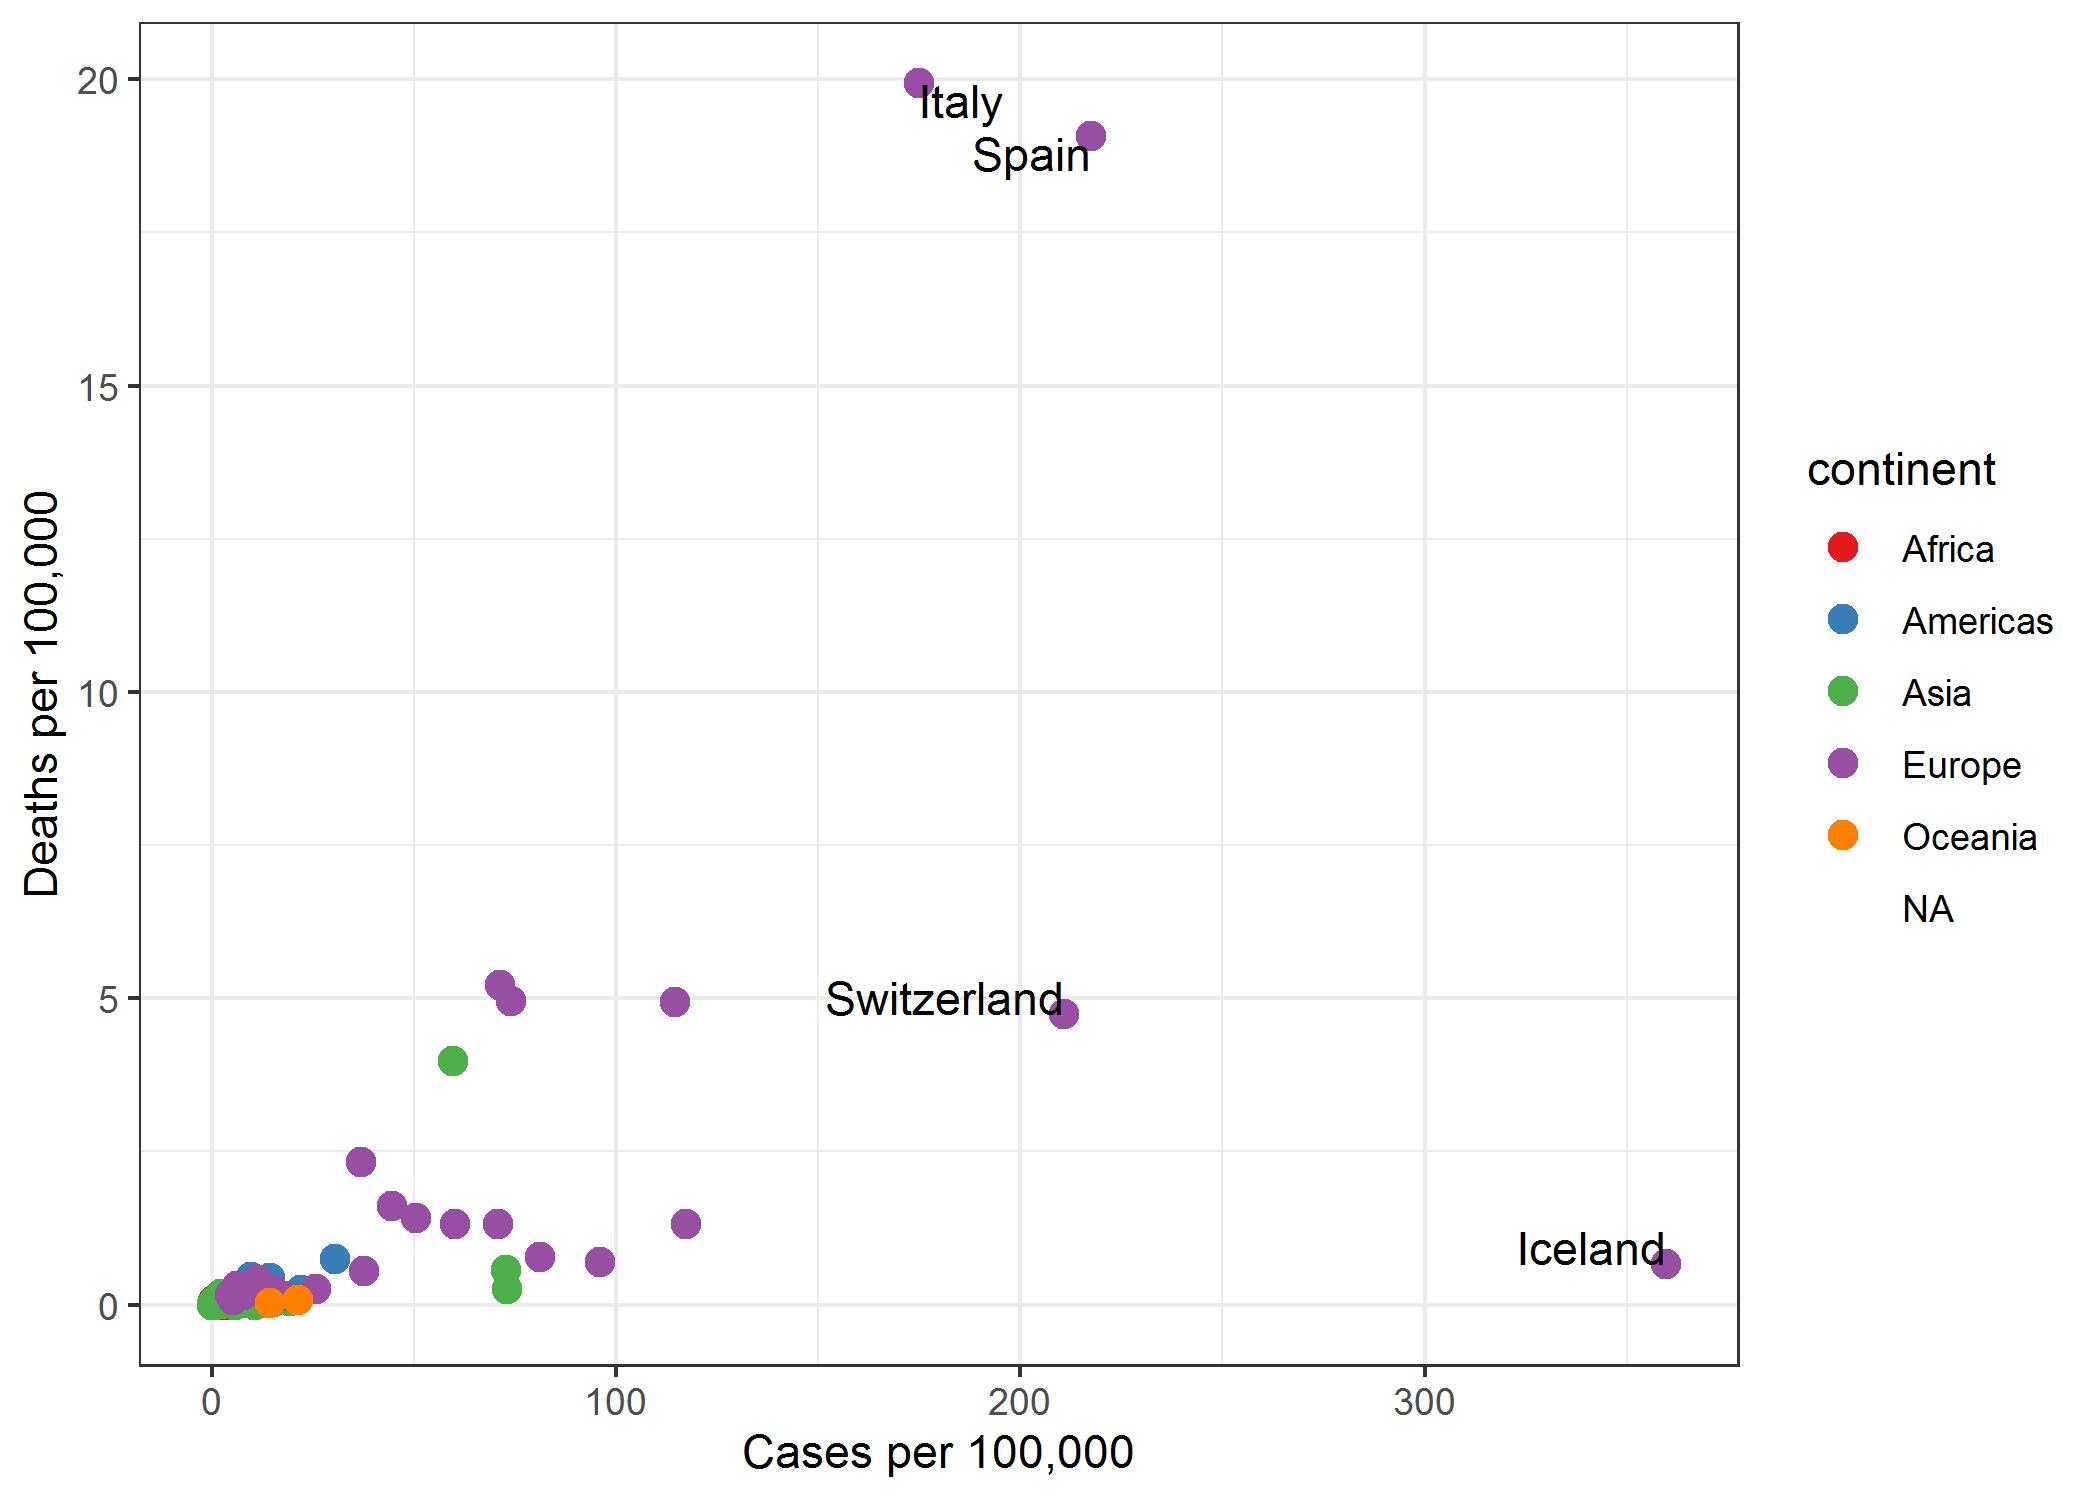 20
15
10
5
0
Deaths per 100,000
Italy
Spain
Switzerland
Iceland
0 100 200 300
Cases per 100,000
continent
Africa
Americas
Asia
Europe
Oceania
NA